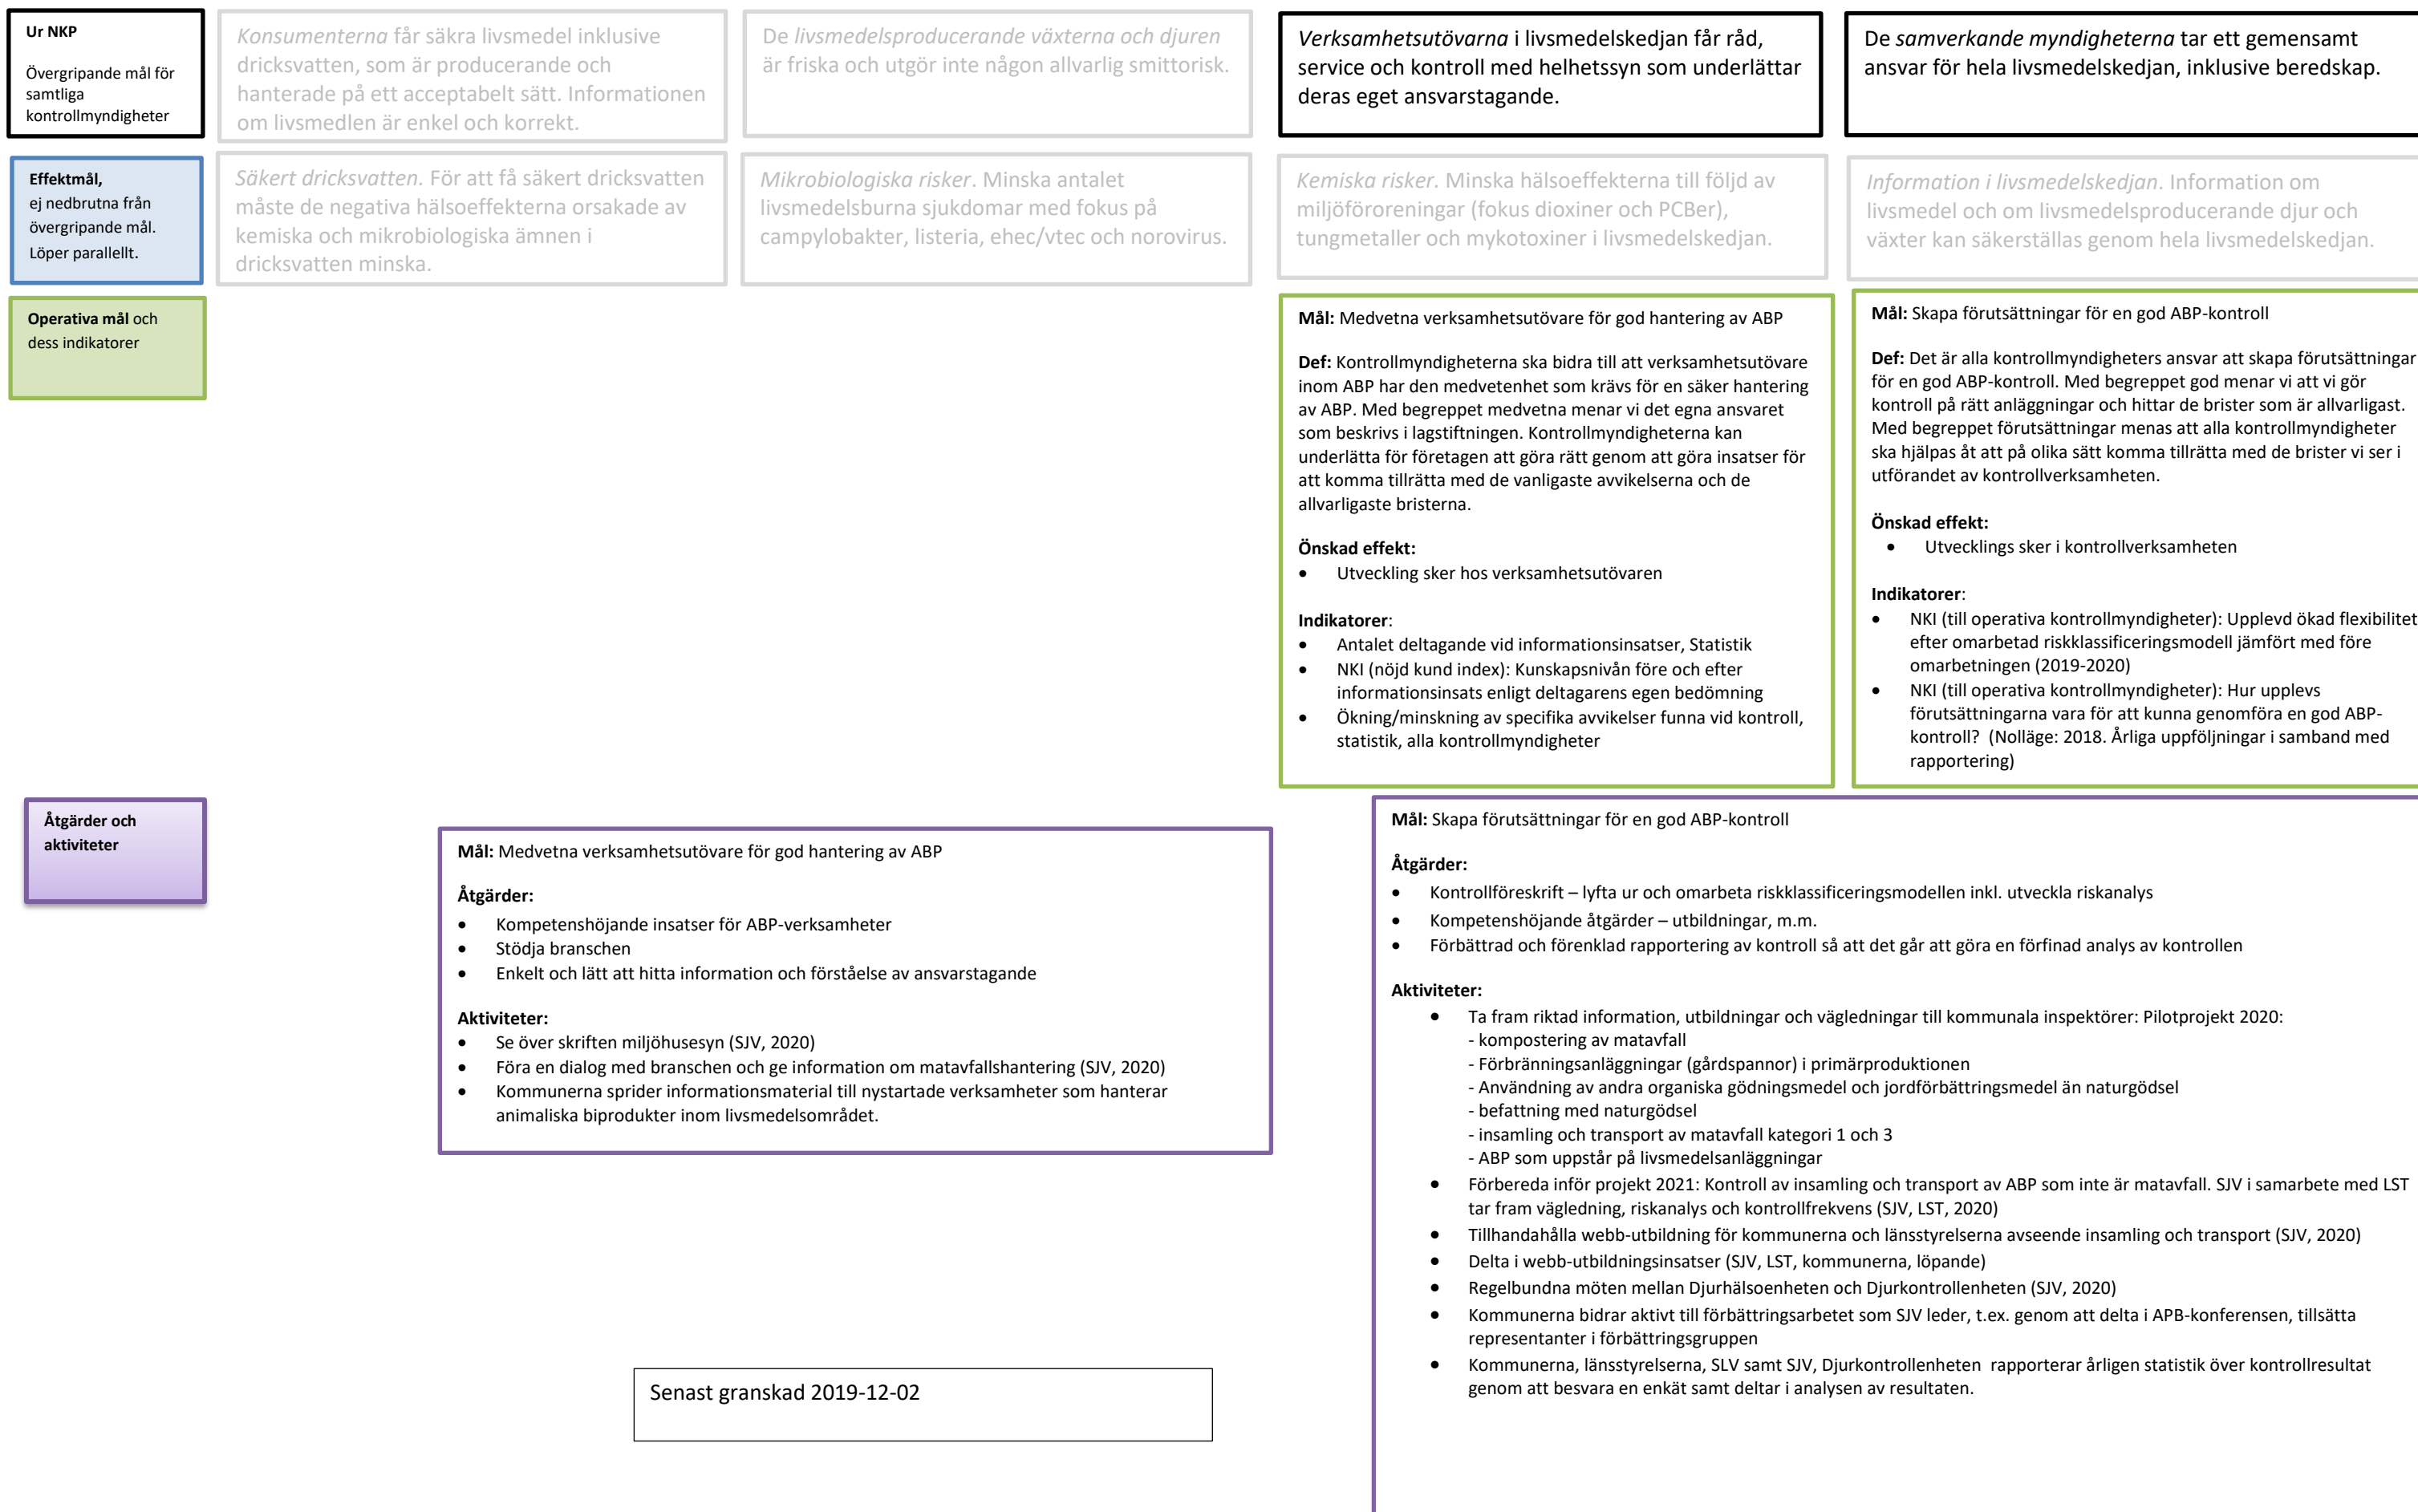 Ur NKP
Övergripande mål för
samtliga
kontrollmyndigheter
Konsumenterna får säkra livsmedel inklusive
dricksvatten, som är producerande och
hanterade på ett acceptabelt sätt. Informationen
om livsmedlen är enkel och korrekt.
De livsmedelsproducerande växterna och djuren
är friska och utgör inte någon allvarlig smittorisk.
Verksamhetsutövarna i livsmedelskedjan får råd,
service och kontroll med helhetssyn som underlättar
deras eget ansvarstagande.
De samverkande myndigheterna tar ett gemensamt
ansvar för hela livsmedelskedjan, inklusive beredskap.
Effektmål,
ej nedbrutna från
övergripande mål.
Löper parallellt.
Säkert dricksvatten. För att få säkert dricksvatten
måste de negativa hälsoeffekterna orsakade av
kemiska och mikrobiologiska ämnen i
dricksvatten minska.
Mikrobiologiska risker. Minska antalet
livsmedelsburna sjukdomar med fokus på
campylobakter, listeria, ehec/vtec och norovirus.
Kemiska risker. Minska hälsoeffekterna till följd av
miljöföroreningar (fokus dioxiner och PCBer),
tungmetaller och mykotoxiner i livsmedelskedjan.
Information i livsmedelskedjan. Information om
livsmedel och om livsmedelsproducerande djur och
växter kan säkerställas genom hela livsmedelskedjan.
Operativa mål och
dess indikatorer
Mål: Medvetna verksamhetsutövare för god hantering av ABP
Def: Kontrollmyndigheterna ska bidra till att verksamhetsutövare
inom ABP har den medvetenhet som krävs för en säker hantering
av ABP. Med begreppet medvetna menar vi det egna ansvaret
som beskrivs i lagstiftningen. Kontrollmyndigheterna kan
underlätta för företagen att göra rätt genom att göra insatser för
att komma tillrätta med de vanligaste avvikelserna och de
allvarligaste bristerna.
Önskad effekt:
• Utveckling sker hos verksamhetsutövaren
Indikatorer:
• Antalet deltagande vid informationsinsatser, Statistik
• NKI (nöjd kund index): Kunskapsnivån före och efter
informationsinsats enligt deltagarens egen bedömning
• Ökning/minskning av specifika avvikelser funna vid kontroll,
statistik, alla kontrollmyndigheter
Mål: Skapa förutsättningar för en god ABP-kontroll
Def: Det är alla kontrollmyndigheters ansvar att skapa förutsättningar
för en god ABP-kontroll. Med begreppet god menar vi att vi gör
kontroll på rätt anläggningar och hittar de brister som är allvarligast.
Med begreppet förutsättningar menas att alla kontrollmyndigheter
ska hjälpas åt att på olika sätt komma tillrätta med de brister vi ser i
utförandet av kontrollverksamheten.
Önskad effekt:
• Utvecklings sker i kontrollverksamheten
Indikatorer:
• NKI (till operativa kontrollmyndigheter): Upplevd ökad flexibilitet
efter omarbetad riskklassificeringsmodell jämfört med före
omarbetningen (2019-2020)
• NKI (till operativa kontrollmyndigheter): Hur upplevs
förutsättningarna vara för att kunna genomföra en god ABP-
kontroll? (Nolläge: 2018. Årliga uppföljningar i samband med
rapportering)
Åtgärder och
aktiviteter
Mål: Medvetna verksamhetsutövare för god hantering av ABP
Åtgärder:
• Kompetenshöjande insatser för ABP-verksamheter
• Stödja branschen
• Enkelt och lätt att hitta information och förståelse av ansvarstagande
Aktiviteter:
• Se över skriften miljöhusesyn (SJV, 2020)
• Föra en dialog med branschen och ge information om matavfallshantering (SJV, 2020)
• Kommunerna sprider informationsmaterial till nystartade verksamheter som hanterar
animaliska biprodukter inom livsmedelsområdet.
Mål: Skapa förutsättningar för en god ABP-kontroll
Åtgärder:
• Kontrollföreskrift – lyfta ur och omarbeta riskklassificeringsmodellen inkl. utveckla riskanalys
• Kompetenshöjande åtgärder – utbildningar, m.m.
• Förbättrad och förenklad rapportering av kontroll så att det går att göra en förfinad analys av kontrollen
Aktiviteter:
• Ta fram riktad information, utbildningar och vägledningar till kommunala inspektörer: Pilotprojekt 2020:
- kompostering av matavfall
- Förbränningsanläggningar (gårdspannor) i primärproduktionen
- Användning av andra organiska gödningsmedel och jordförbättringsmedel än naturgödsel
- befattning med naturgödsel
- insamling och transport av matavfall kategori 1 och 3
- ABP som uppstår på livsmedelsanläggningar
• Förbereda inför projekt 2021: Kontroll av insamling och transport av ABP som inte är matavfall. SJV i samarbete med LST
tar fram vägledning, riskanalys och kontrollfrekvens (SJV, LST, 2020)
• Tillhandahålla webb-utbildning för kommunerna och länsstyrelserna avseende insamling och transport (SJV, 2020)
• Delta i webb-utbildningsinsatser (SJV, LST, kommunerna, löpande)
• Regelbundna möten mellan Djurhälsoenheten och Djurkontrollenheten (SJV, 2020)
• Kommunerna bidrar aktivt till förbättringsarbetet som SJV leder, t.ex. genom att delta i APB-konferensen, tillsätta
representanter i förbättringsgruppen
• Kommunerna, länsstyrelserna, SLV samt SJV, Djurkontrollenheten rapporterar årligen statistik över kontrollresultat
genom att besvara en enkät samt deltar i analysen av resultaten.
Senast granskad 2019-12-02